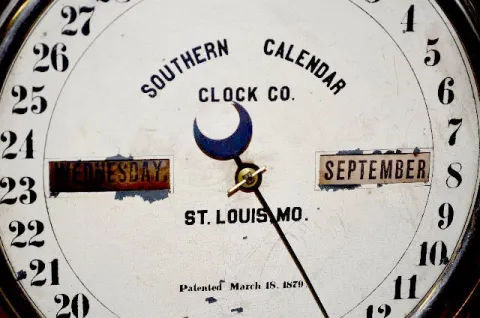 SOUTHERN CALENDAR
CLOCK CO.
WEDNESDAY.
SEPTEMBER
ST. LOUIS, MO.
Patented March 18. 1879
27
26
25
24
23
22
21
20
4
5
6
7
8
9
10
11
12